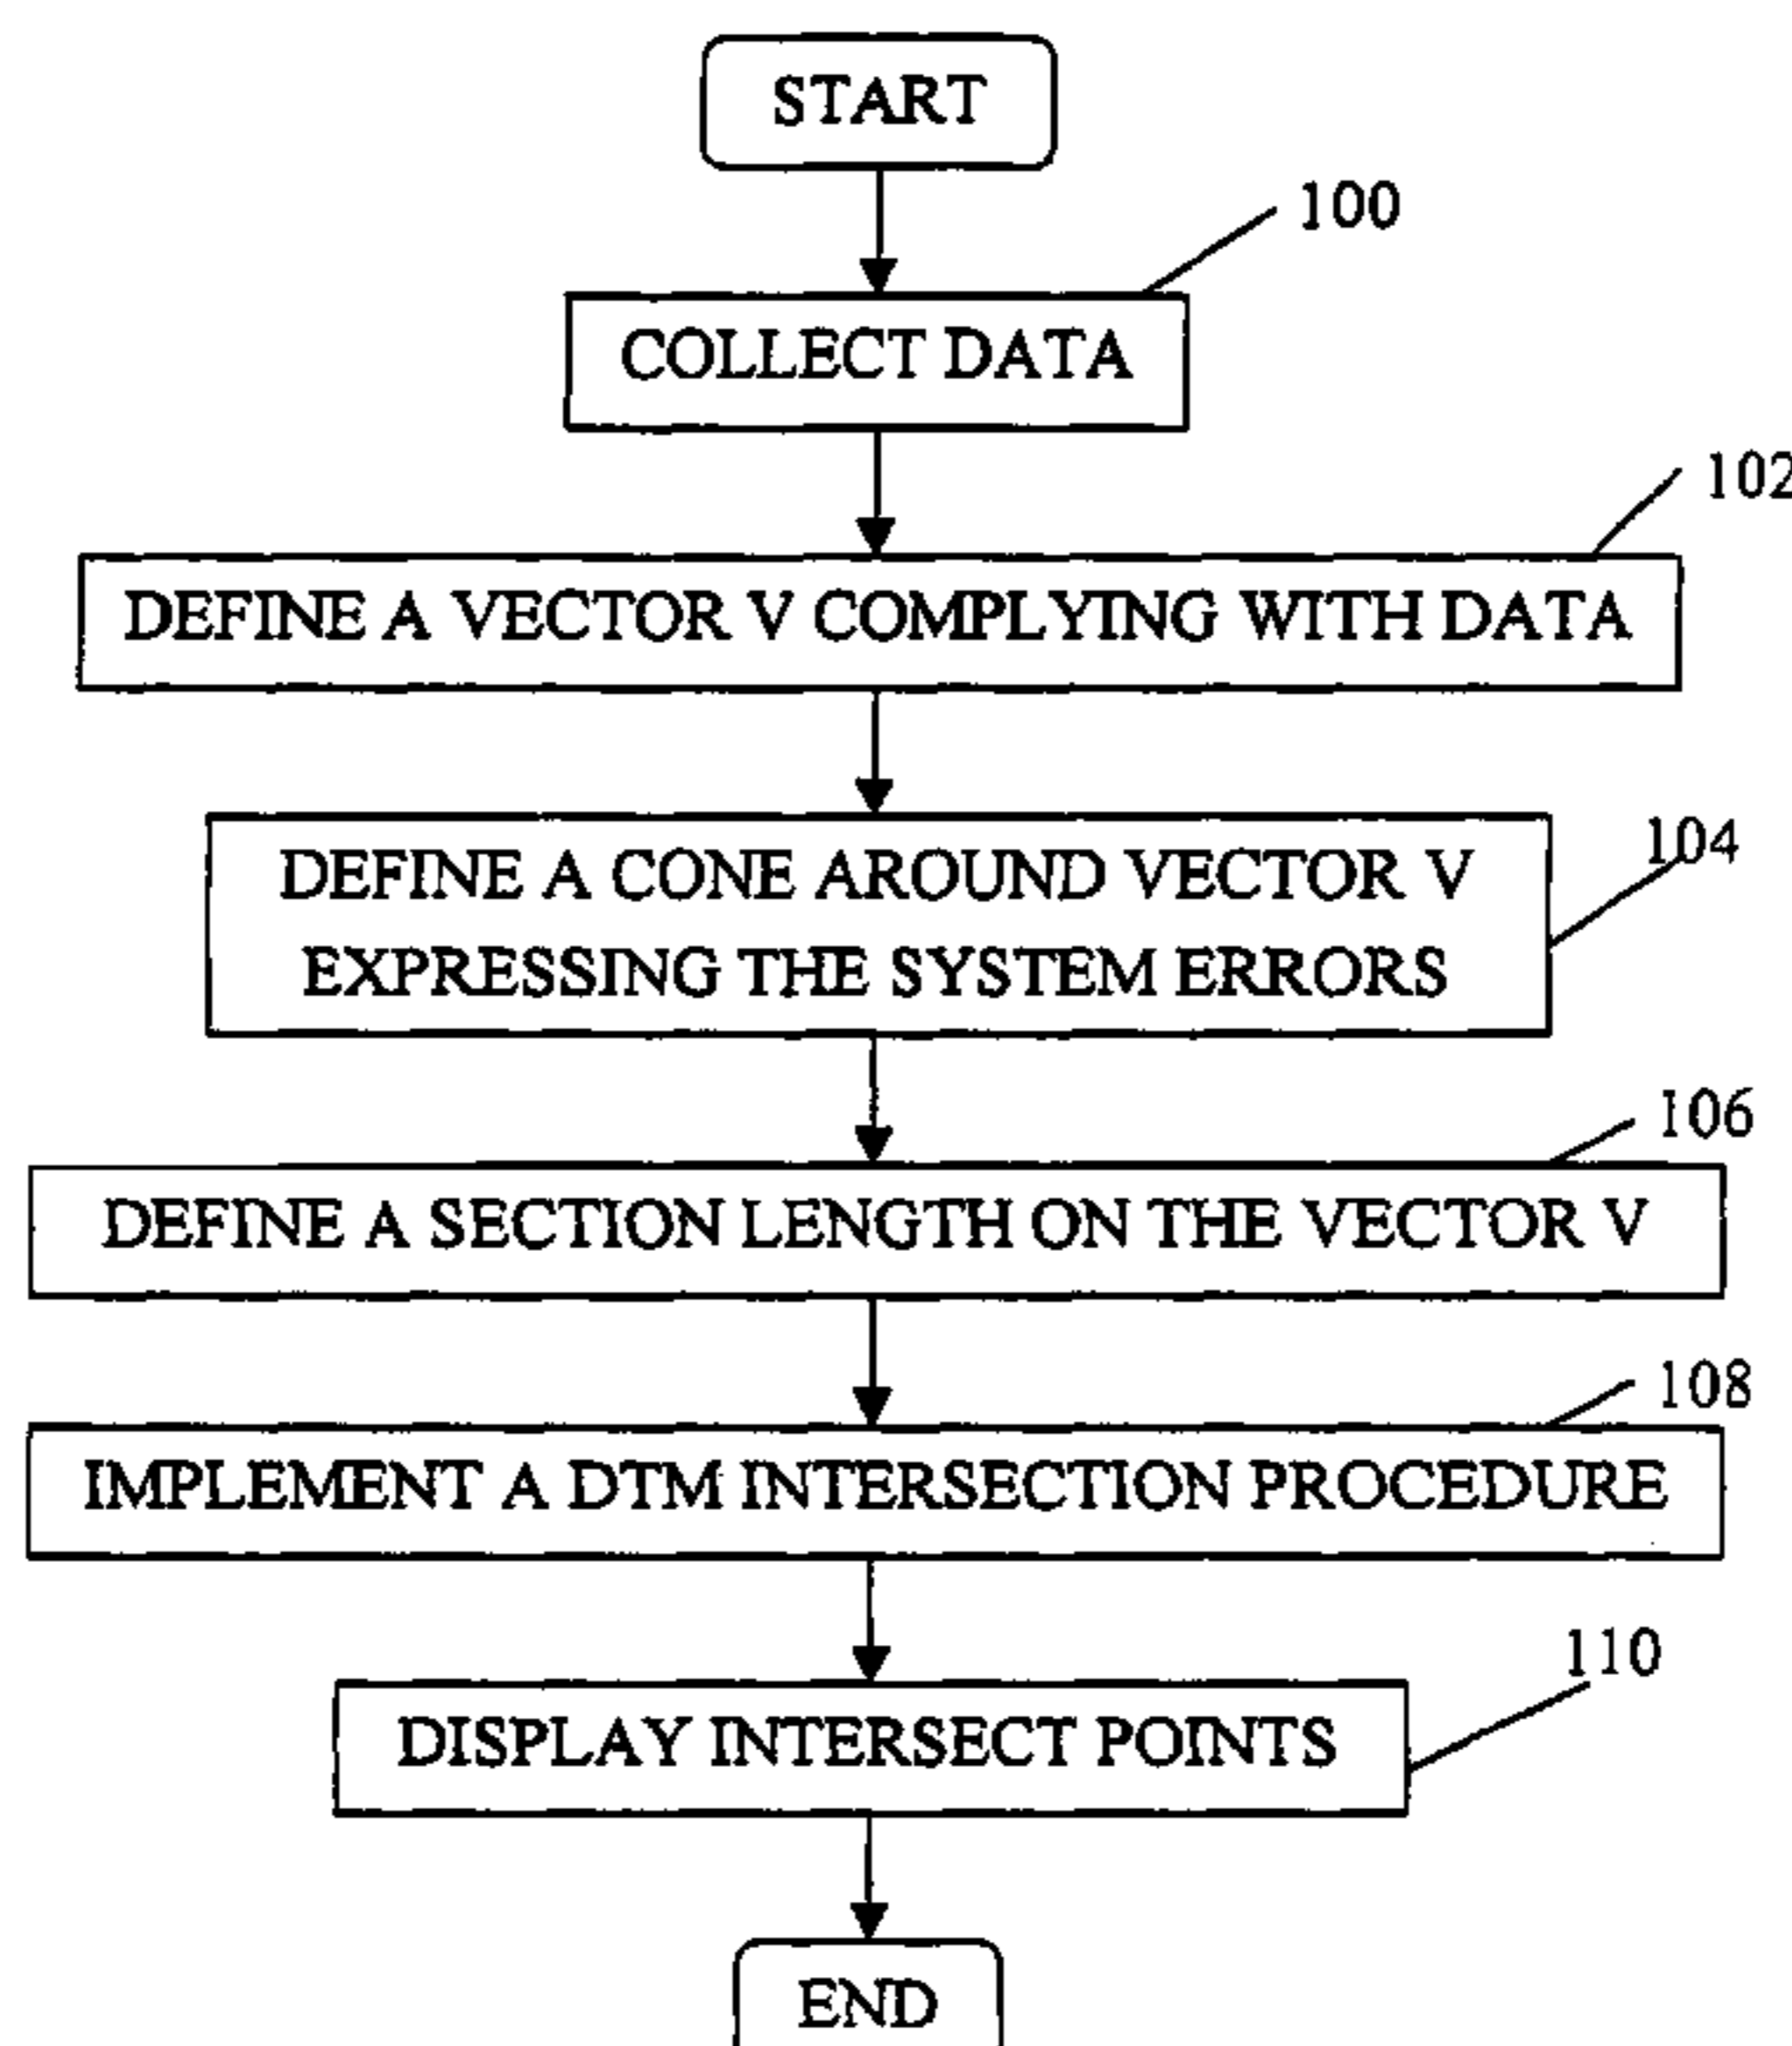 START
100
COLLECT DATA
102
DEFINE A VECTOR V COMPLYING WITH DATA
104
DEFINE A CONE AROUND VECTOR V
EXPRESSING THE SYSTEM ERRORS
106
DEFINE A SECTION LENGTH ON THE VECTOR V
108
IMPLEMENT A DTM INTERSECTION PROCEDURE
110
DISPLAY INTERSECT POINTS
END